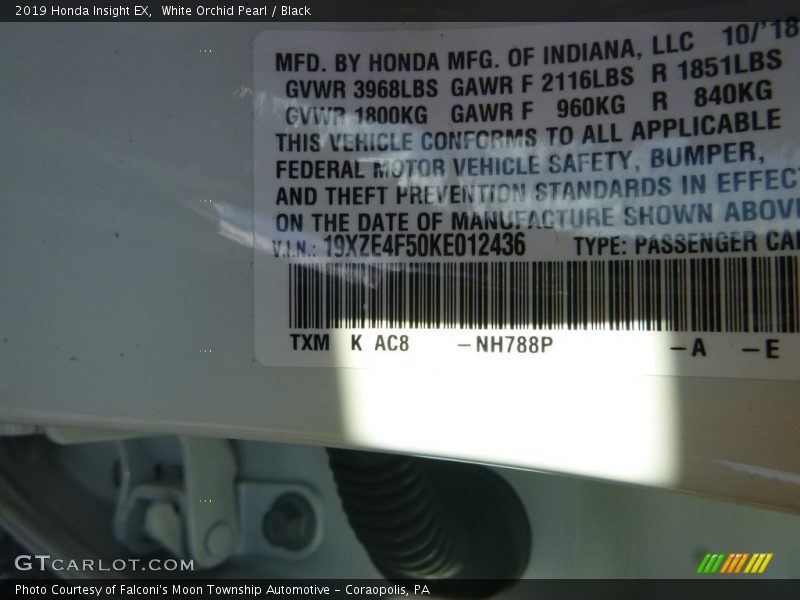 2019 Honda Insight EX, White Orchid Pearl / Black
MFD. BY HONDA MFG. OF INDIANA, LLC 10/'18
GVWR 3968LBS GAWR F 2116LBS R 1851LBS
GVWR 1800KG GAWR F 960KG R 840KG
THIS VEHICLE CONFORMS TO ALL APPLICABLE
FEDERAL MOTOR VEHICLE SAFETY, BUMPER,
AND THEFT PREVENTION STANDARDS IN EFFECT
ON THE DATE OF MANUFACTURE SHOWN ABOVE
V.I.N.: 19XZE4F50KE012436 TYPE: PASSENGER CAR
TXM K AC8 -NH788P -A -E
GTCARLOT.COM
Photo Courtesy of Falconi's Moon Township Automotive - Coraopolis, PA